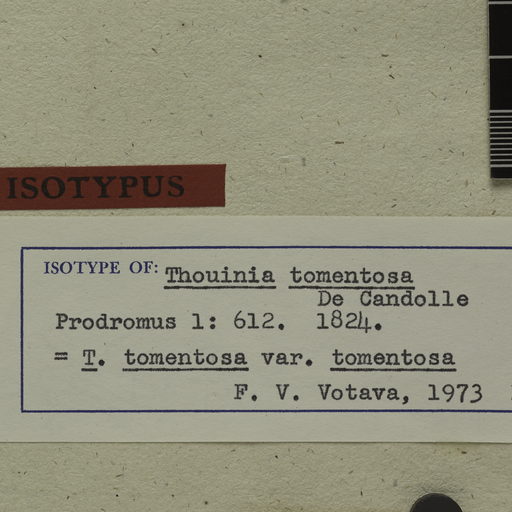 ISOTYPUS
ISOTYPE OF: Thouinia tomentosa
De Candolle
Prodromus 1: 612. 1824.
= T. tomentosa var. tomentosa
F. V. Votava, 1973